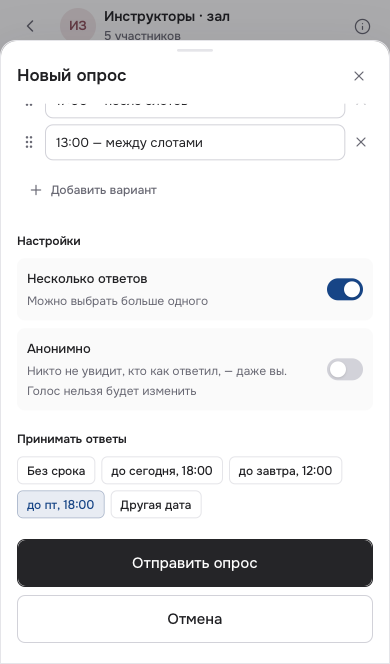 ИЗ
Инструкторы · зал
5 участников
Новый опрос
13:00 — между слотами
Добавить вариант
Настройки
Несколько ответов
Можно выбрать больше одного
Анонимно
Никто не увидит, кто как ответил, — даже вы.
Голос нельзя будет изменить
Принимать ответы
Без срока
до сегодня, 18:00
до завтра, 12:00
до пт, 18:00
Другая дата
Отправить опрос
Отмена